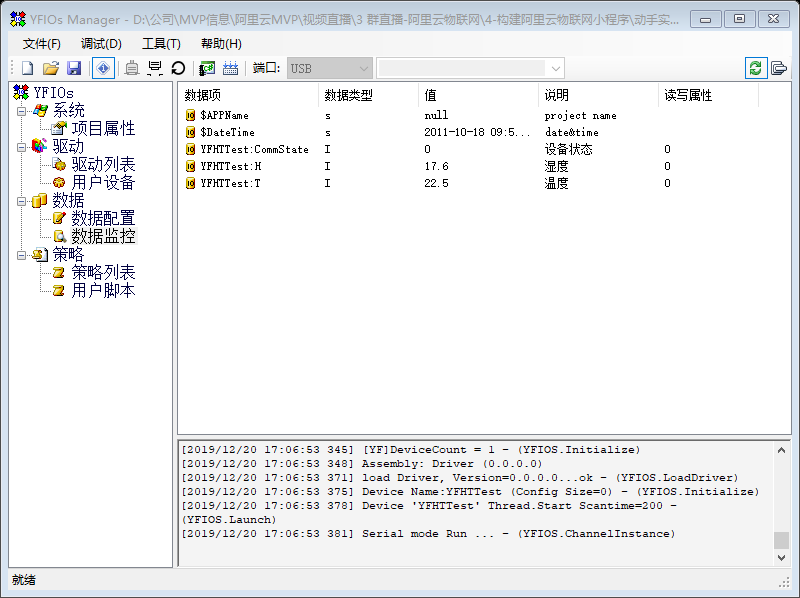 YFIOs Manager - D:\公司\MVP信息\阿里云MVP\视频直播\3 群直播-阿里云物联网\4-构建阿里云物联网小程序\动手实...
文件(F) 调试(D) 工具(T) 帮助(H)
端口: USB
YFIOs
系统
项目属性
驱动
驱动列表
用户设备
数据
数据配置
数据监控
策略
策略列表
用户脚本
数据项 数据类型 值 说明 读写属性
$APPName s null project name
$DateTime s 2011-10-18 09:5... date&time
YFHTTest:CommState I 0 设备状态 0
YFHTTest:H I 17.6 湿度 0
YFHTTest:T I 22.5 温度 0
[2019/12/20 17:06:53 345] [YF]DeviceCount = 1 - (YFIOS.Initialize)
[2019/12/20 17:06:53 348] Assembly: Driver (0.0.0.0)
[2019/12/20 17:06:53 371] load Driver, Version=0.0.0.0...ok - (YFIOS.LoadDriver)
[2019/12/20 17:06:53 375] Device Name:YFHTTest (Config Size=0) - (YFIOS.Initialize)
[2019/12/20 17:06:53 378] Device 'YFHTTest' Thread.Start Scantime=200 -
(YFIOS.Launch)
[2019/12/20 17:06:53 381] Serial mode Run ... - (YFIOS.ChannelInstance)
就绪